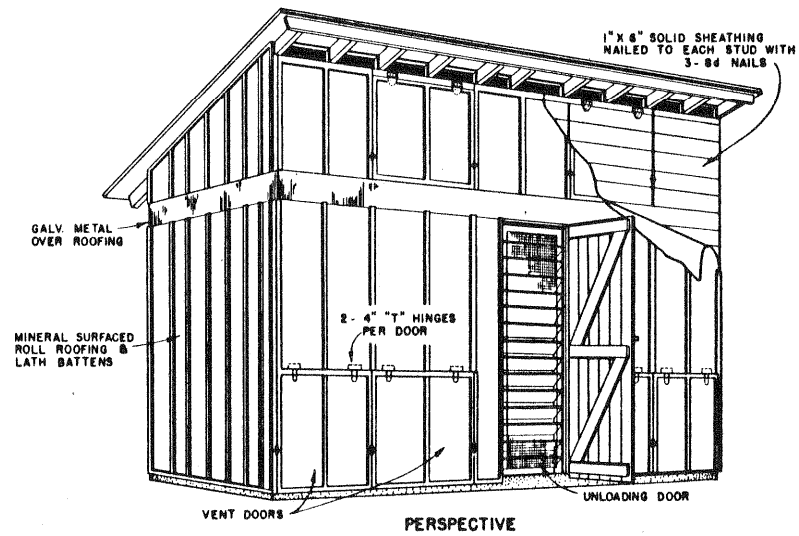 1" X 6" SOLID SHEATHING
NAILED TO EACH STUD WITH
3 - 8d NAILS
GALV. METAL
OVER ROOFING
2 - 4" "T" HINGES
PER DOOR
MINERAL SURFACED
ROLL ROOFING &
LATH BATTENS
VENT DOORS
UNLOADING DOOR
PERSPECTIVE